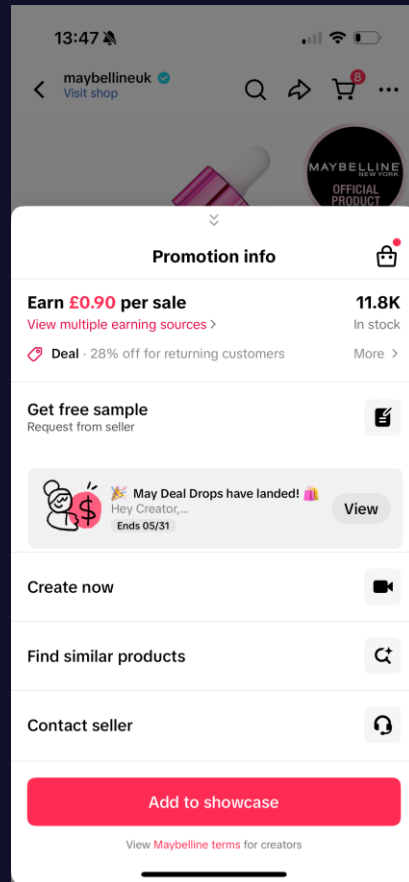 13:47
maybellineuk
Visit shop
8
MAYBELLINE
NEW YORK
OFFICIAL
PRODUCT
Promotion info
Earn £0.90 per sale
11.8K
View multiple earning sources >
In stock
Deal · 28% off for returning customers
More >
Get free sample
Request from seller
🎉 May Deal Drops have landed! 🛍️
Hey Creator,...
View
Ends 05/31
Create now
Find similar products
Contact seller
Add to showcase
View Maybelline terms for creators